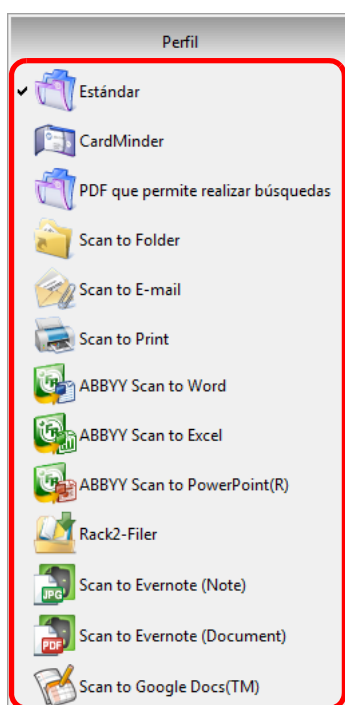 Perfil
Estándar
CardMinder
PDF que permite realizar búsquedas
Scan to Folder
Scan to E-mail
Scan to Print
ABBYY Scan to Word
ABBYY Scan to Excel
ABBYY Scan to PowerPoint(R)
Rack2-Filer
JPG
Scan to Evernote (Note)
PDF
Scan to Evernote (Document)
Scan to Google Docs(TM)